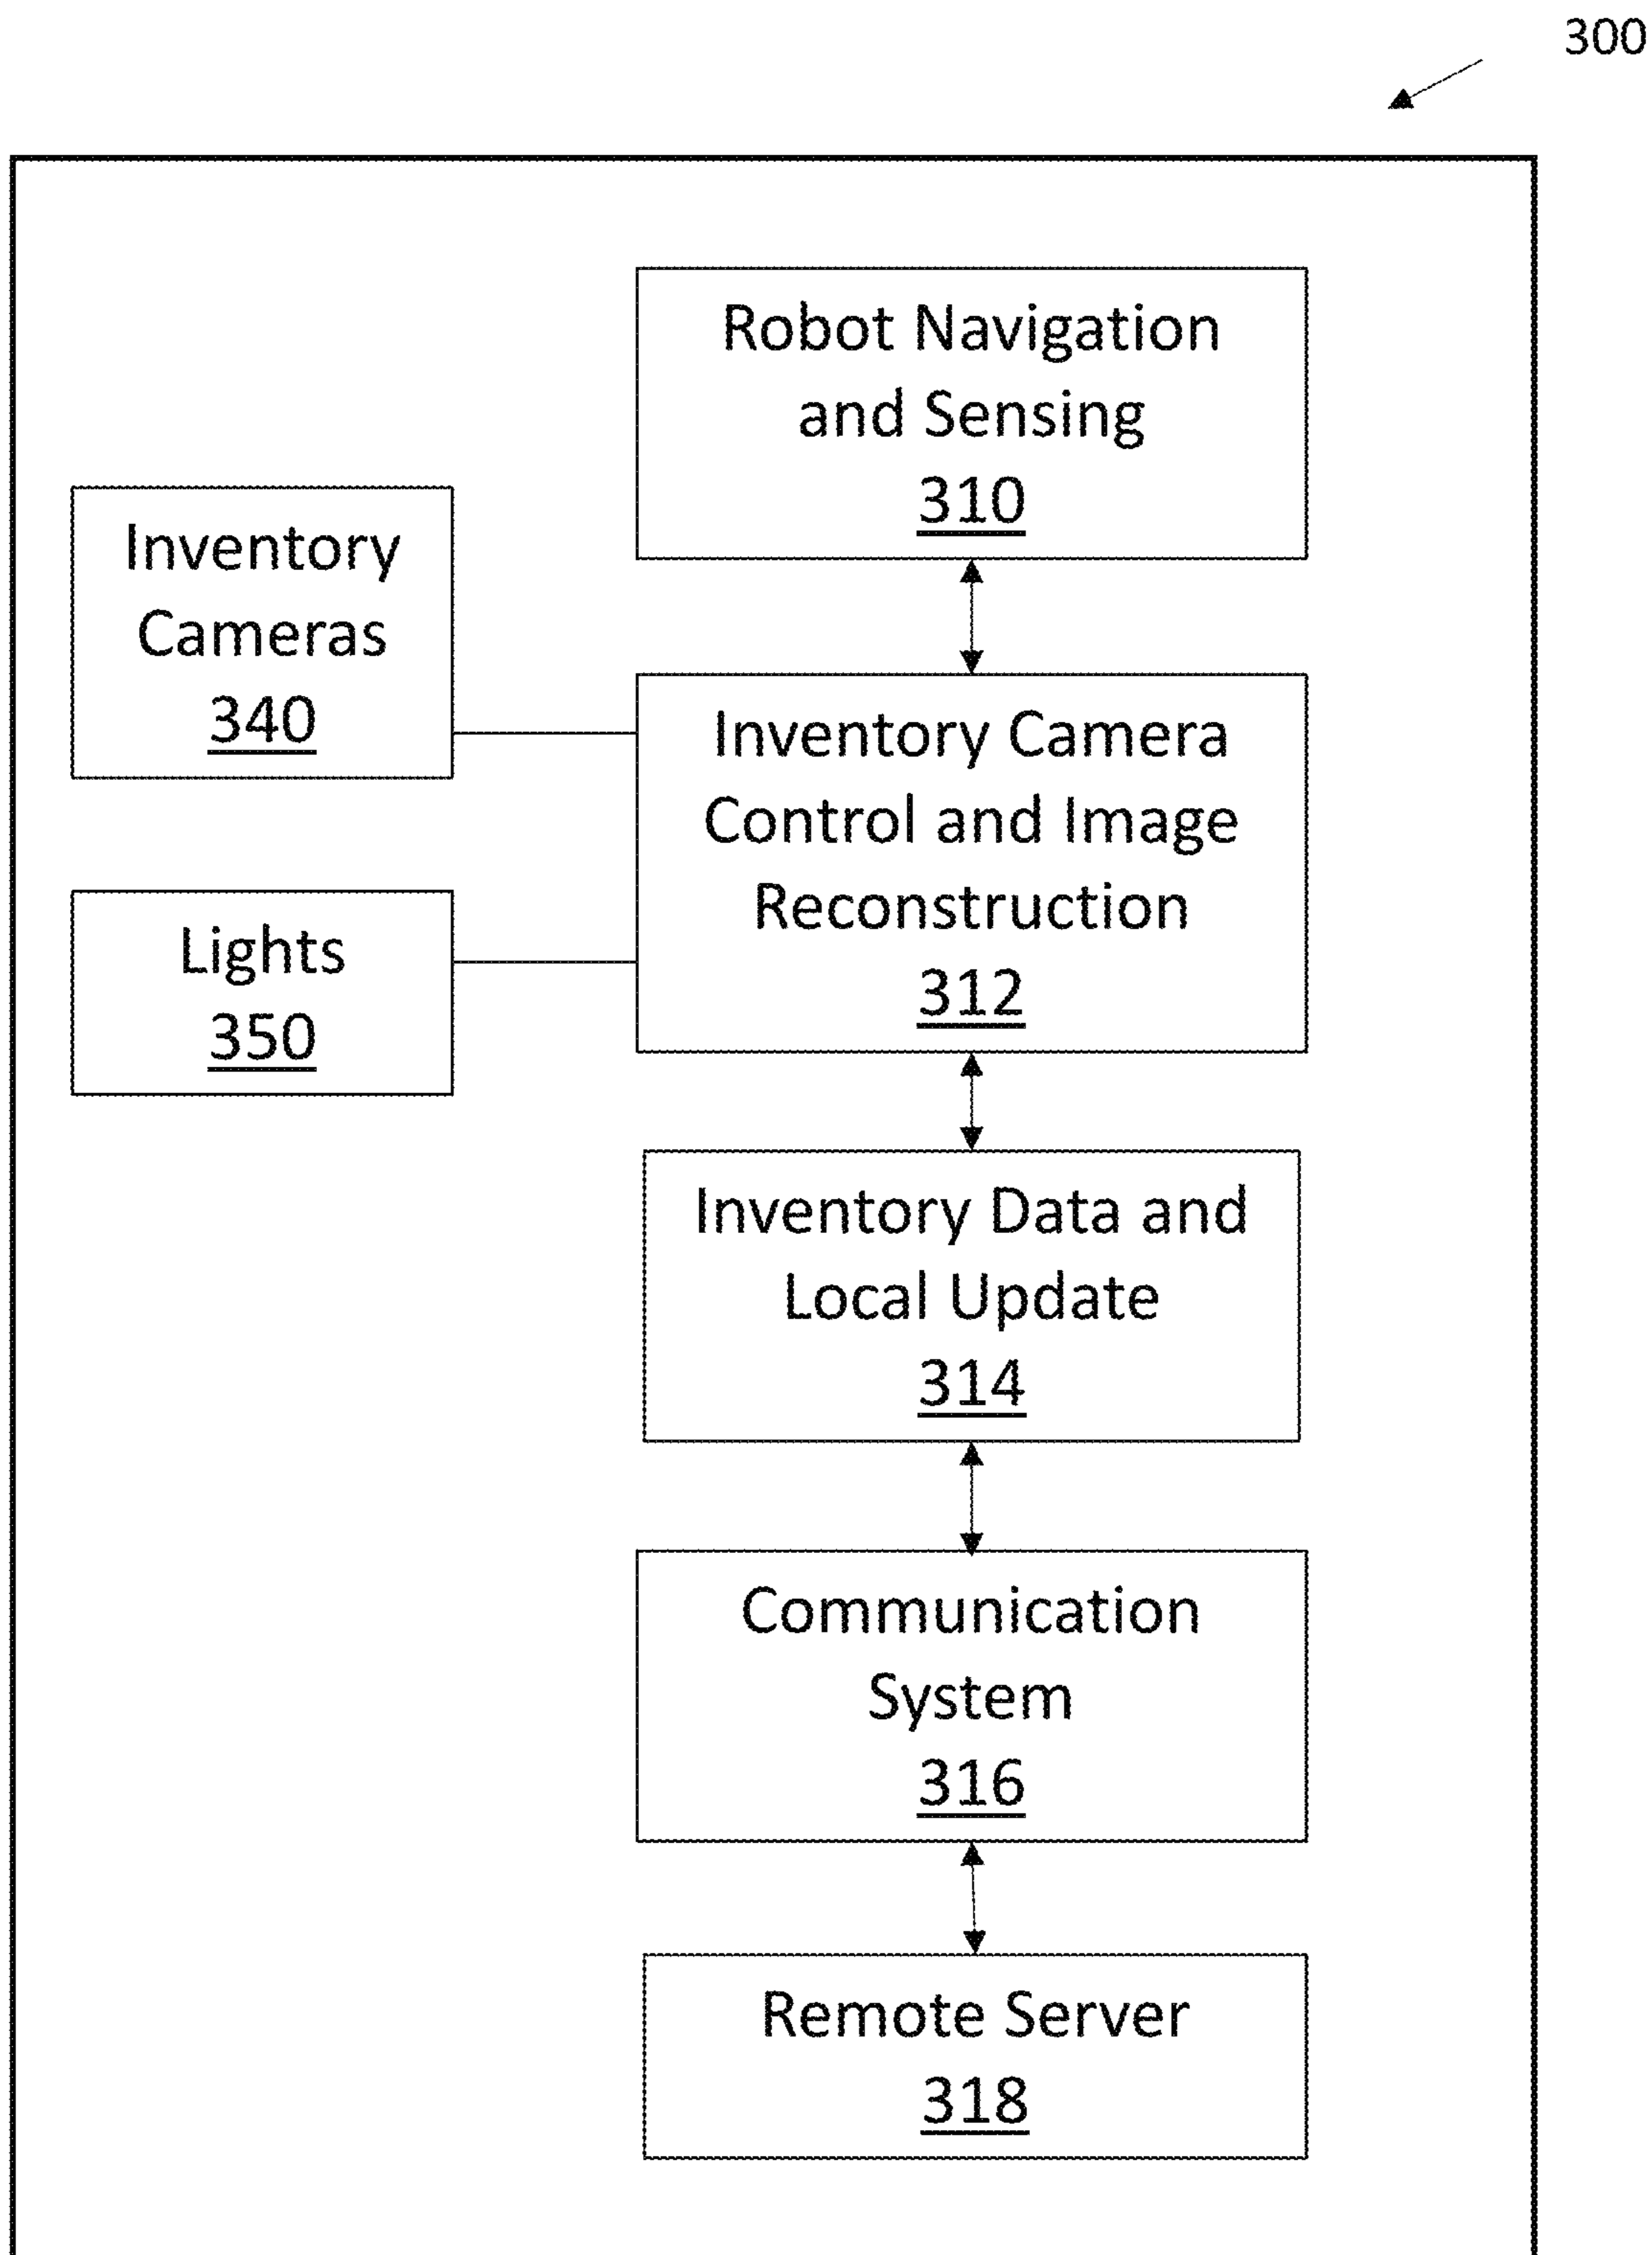 300
Robot Navigation
and Sensing
310
Inventory
Cameras
340
Inventory Camera
Control and Image
Reconstruction
312
Lights
350
Inventory Data and
Local Update
314
Communication
System
316
Remote Server
318